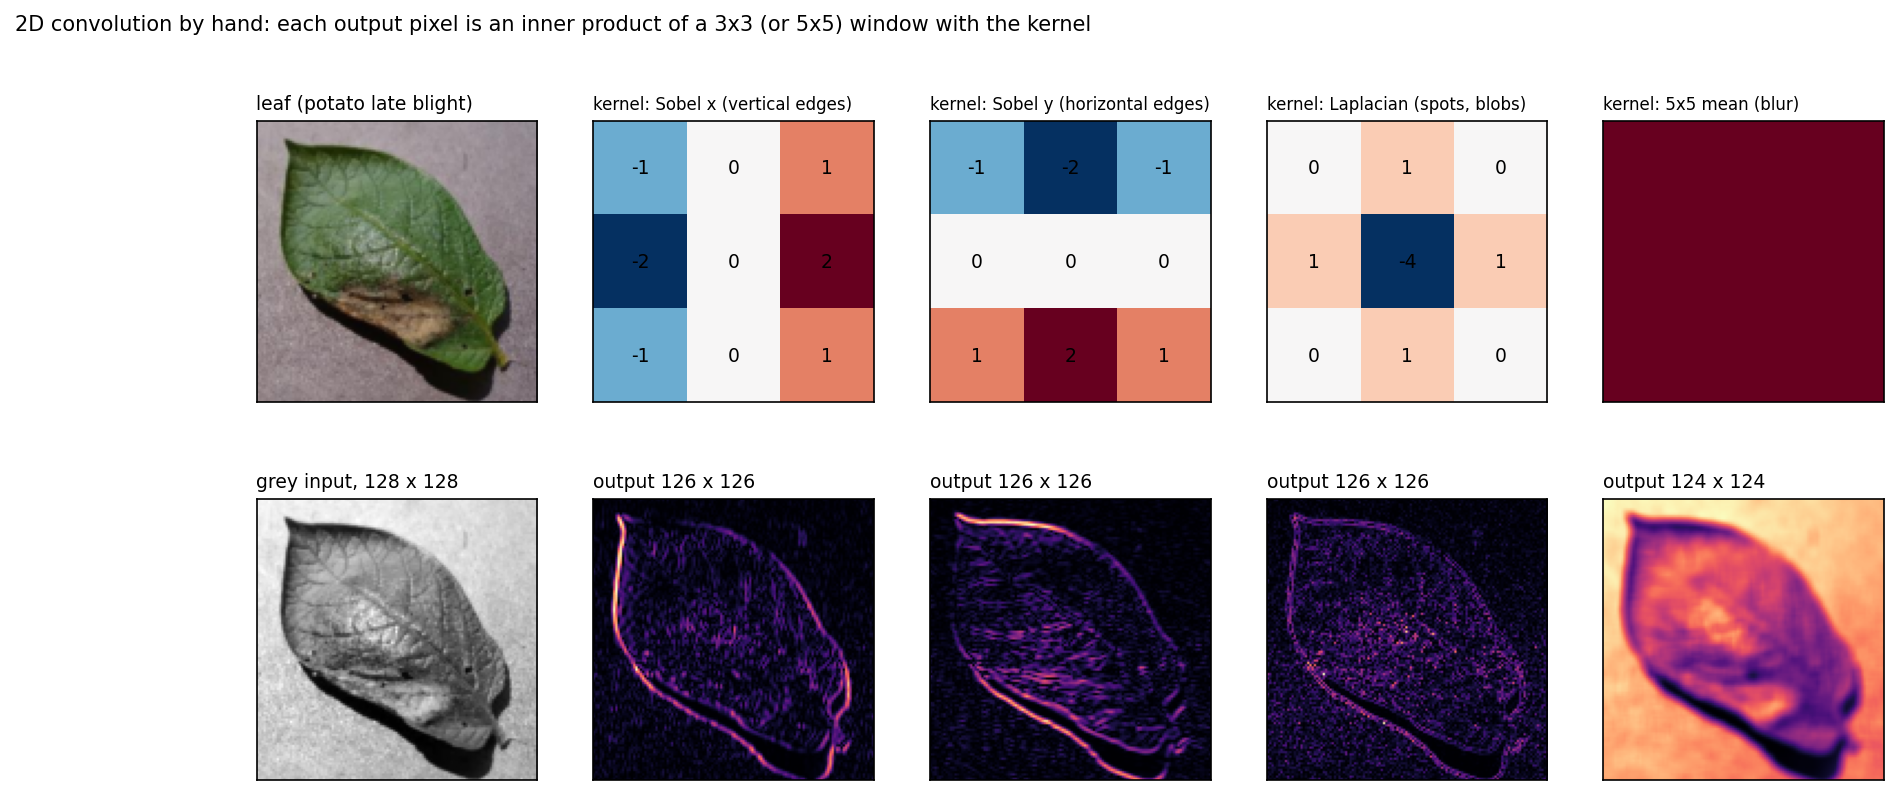 2D convolution by hand: each output pixel is an inner product of a 3x3 (or 5x5) window with the kernel
leaf (potato late blight)
kernel: Sobel x (vertical edges)
-1 0 1
-2 0 2
-1 0 1
kernel: Sobel y (horizontal edges)
-1 -2 -1
0 0 0
1 2 1
kernel: Laplacian (spots, blobs)
0 1 0
1 -4 1
0 1 0
kernel: 5x5 mean (blur)
grey input, 128 x 128
output 126 x 126
output 126 x 126
output 126 x 126
output 124 x 124